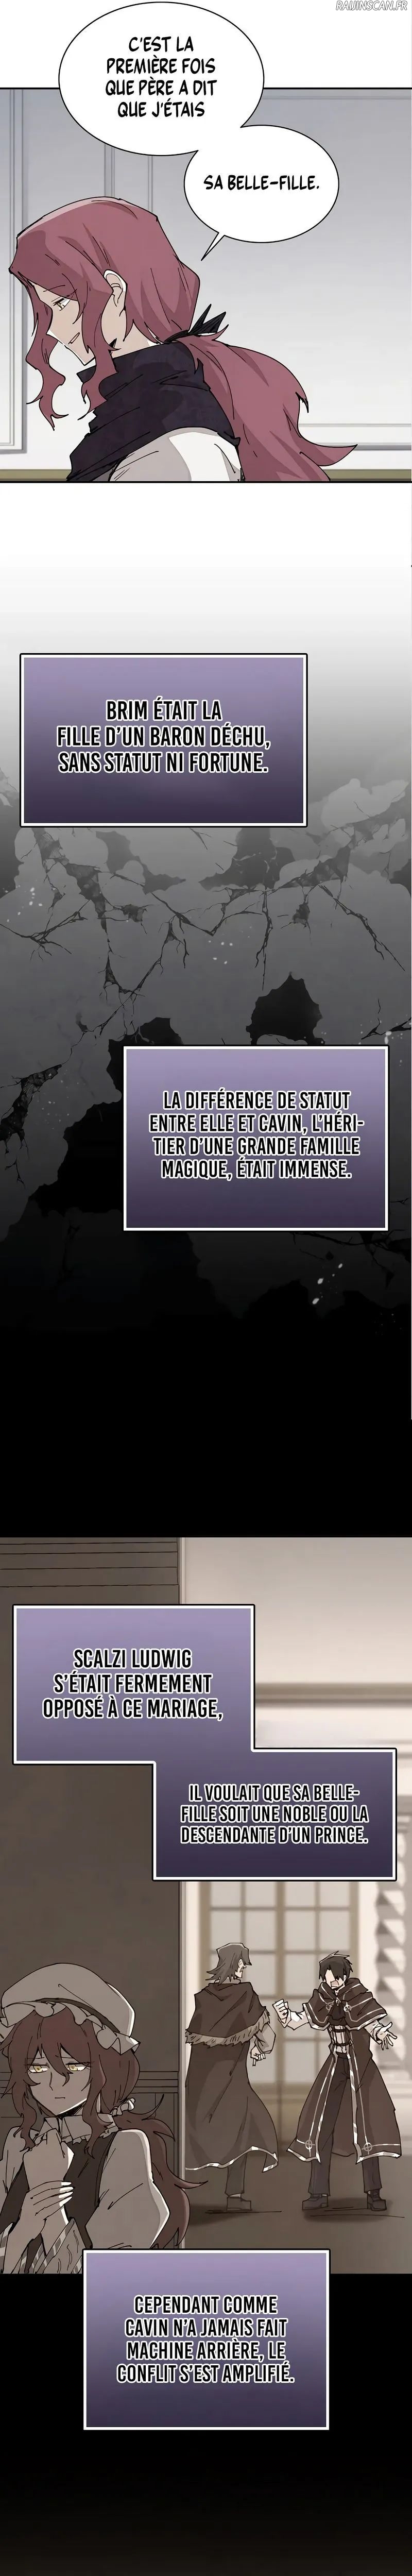 RAIJINSCAN.FR
C'EST LA
PREMIÈRE FOIS
QUE PÈRE A DIT
QUE J'ÉTAIS
SA BELLE-FILLE.
BRIM ÉTAIT LA
FILLE D'UN BARON DÉCHU,
SANS STATUT NI FORTUNE.
LA DIFFÉRENCE DE STATUT
ENTRE ELLE ET CAVIN, L'HÉRI-
TIER D'UNE GRANDE FAMILLE
MAGIQUE, ÉTAIT IMMENSE.
SCALZI LUDWIG
S'ÉTAIT FERMEMENT
OPPOSÉ À CE MARIAGE,
IL VOULAIT QUE SA BELLE-
FILLE SOIT UNE NOBLE OU LA
DESCENDANTE D'UN PRINCE.
CEPENDANT COMME
CAVIN N'A JAMAIS FAIT
MACHINE ARRIÈRE, LE
CONFLIT S'EST AMPLIFIÉ.